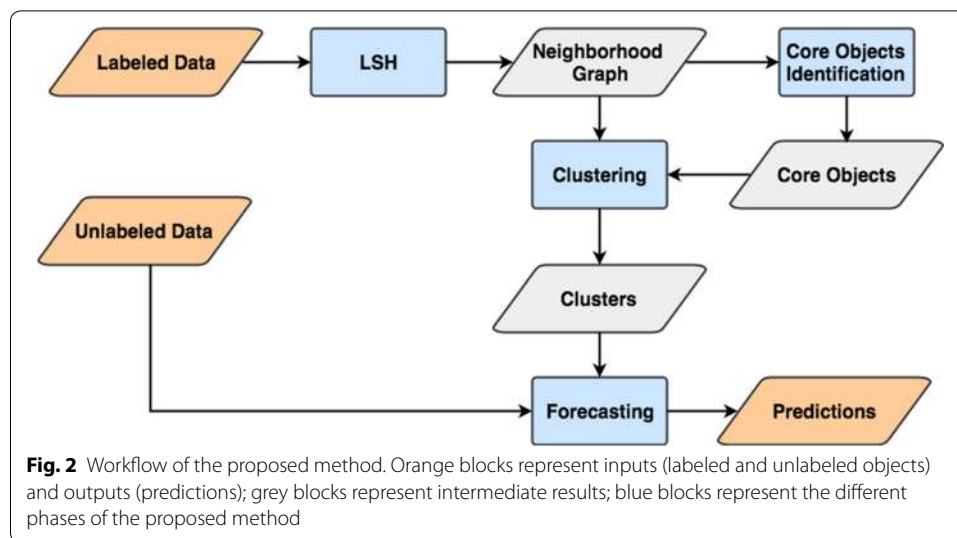 Labeled Data
LSH
Neighborhood
Graph
Core Objects
Identification
Clustering
Core Objects
Unlabeled Data
Clusters
Forecasting
Predictions
Fig. 2 Workflow of the proposed method. Orange blocks represent inputs (labeled and unlabeled objects)
and outputs (predictions); grey blocks represent intermediate results; blue blocks represent the different
phases of the proposed method